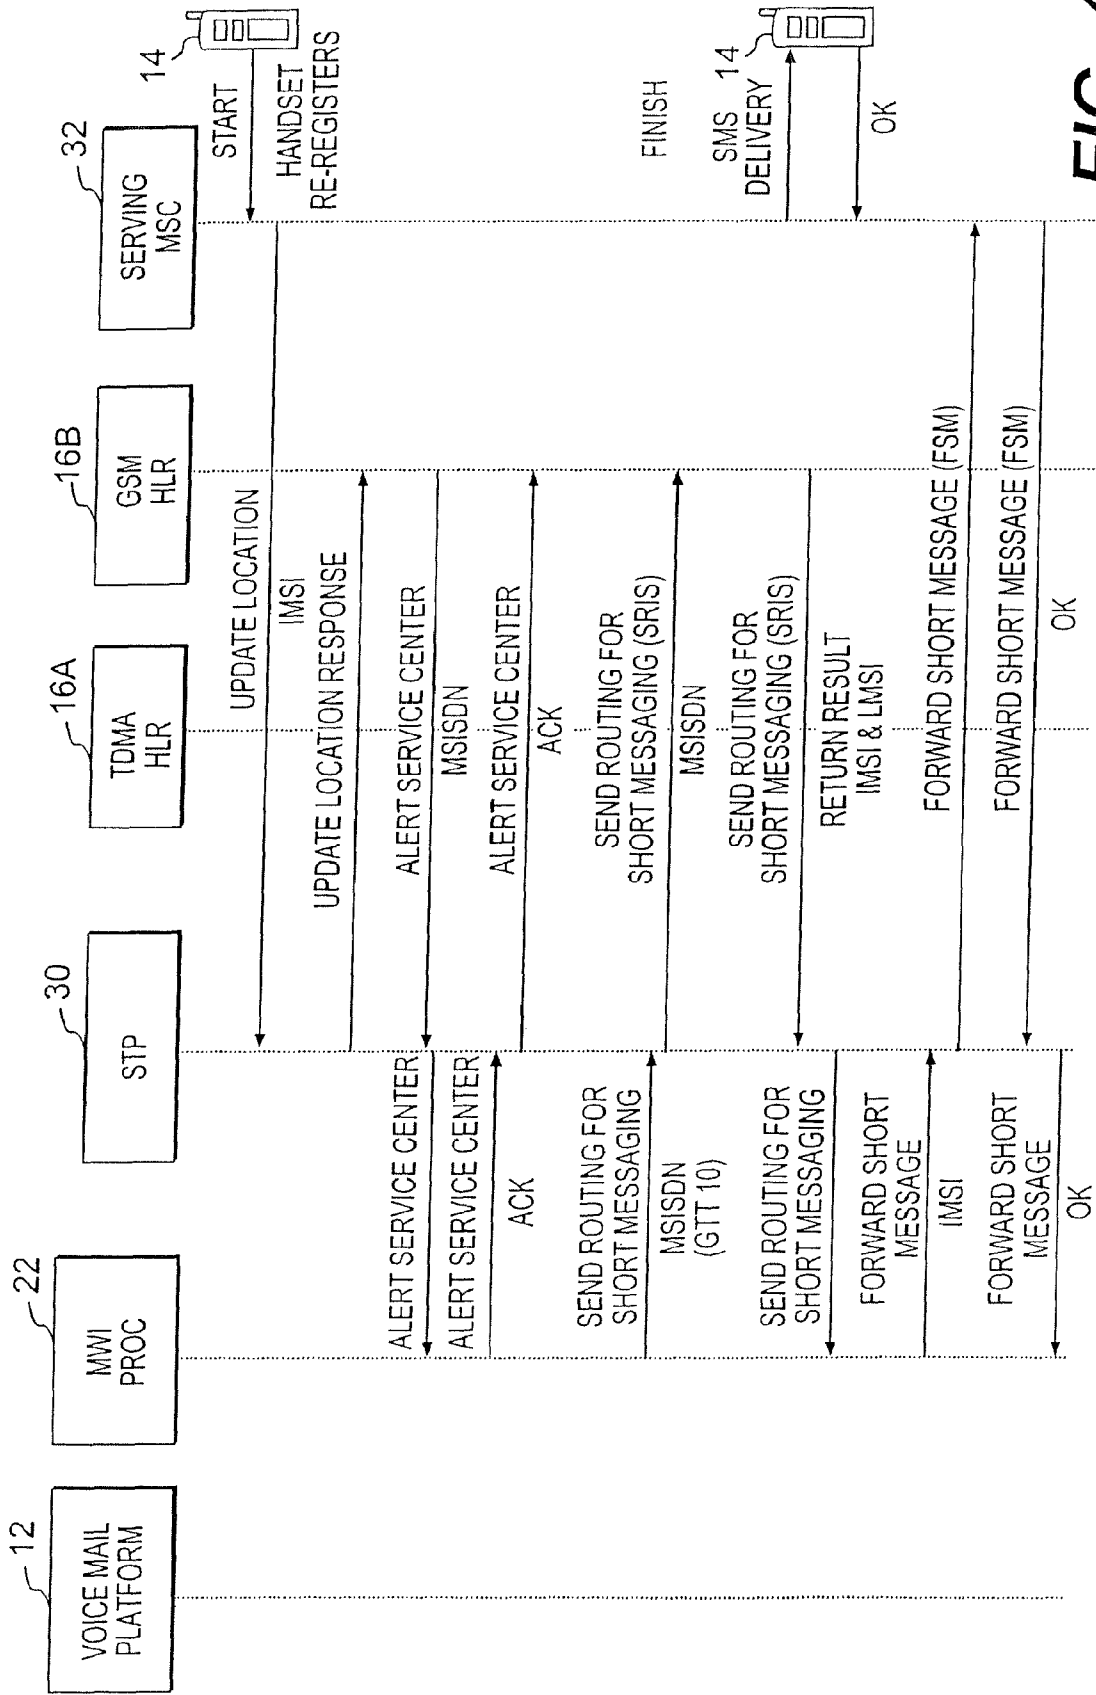 12
VOICE MAIL
PLATFORM
22
MWI
PROC
30
STP
16A
TDMA
HLR
16B
GSM
HLR
32
SERVING
MSC
14
START
HANDSET
RE-REGISTERS
UPDATE LOCATION
IMSI
UPDATE LOCATION RESPONSE
ALERT SERVICE CENTER
MSISDN
ALERT SERVICE CENTER
ALERT SERVICE CENTER
ACK
ALERT SERVICE CENTER
ACK
SEND ROUTING FOR
SHORT MESSAGING
MSISDN
(GTT 10)
SEND ROUTING FOR
SHORT MESSAGING (SRIS)
MSISDN
SEND ROUTING FOR
SHORT MESSAGING (SRIS)
RETURN RESULT
IMSI & LMSI
SEND ROUTING FOR
SHORT MESSAGING
FORWARD SHORT
MESSAGE
IMSI
FORWARD SHORT MESSAGE (FSM)
FINISH
SMS
DELIVERY
14
OK
FORWARD SHORT MESSAGE (FSM)
OK
FORWARD SHORT
MESSAGE
OK
FIG.